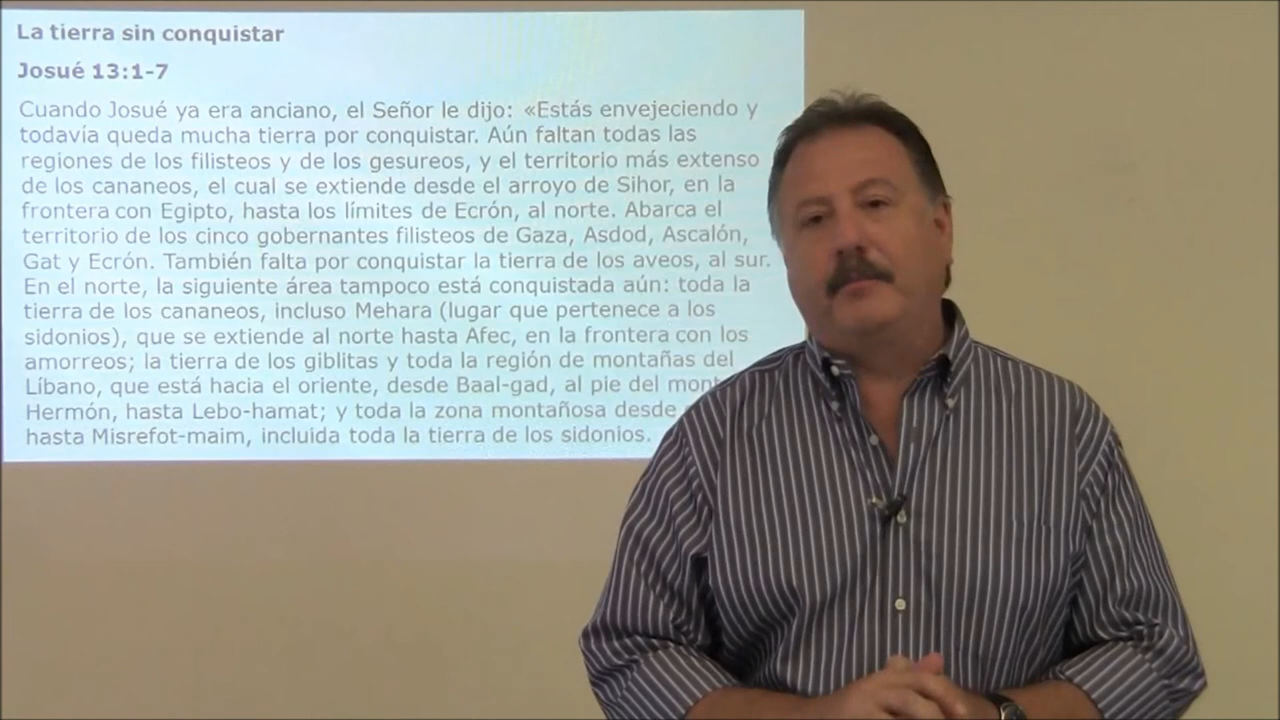 La tierra sin conquistar
Josué 13:1-7
Cuando Josué ya era anciano, el Señor le dijo: «Estás envejeciendo y
todavía queda mucha tierra por conquistar. Aún faltan todas las
regiones de los filisteos y de los gesureos, y el territorio más extenso
de los cananeos, el cual se extiende desde el arroyo de Sihor, en la
frontera con Egipto, hasta los límites de Ecrón, al norte. Abarca el
territorio de los cinco gobernantes filisteos de Gaza, Asdod, Ascalón,
Gat y Ecrón. También falta por conquistar la tierra de los aveos, al sur.
En el norte, la siguiente área tampoco está conquistada aún: toda la
tierra de los cananeos, incluso Mehara (lugar que pertenece a los
sidonios), que se extiende al norte hasta Afec, en la frontera con los
amorreos; la tierra de los giblitas y toda la región de montañas del
Líbano, que está hacia el oriente, desde Baal-gad, al pie del
Hermón, hasta Lebo-hamat; y toda la zona montañosa desde
hasta Misrefot-maim, incluida toda la tierra de los sidonios.